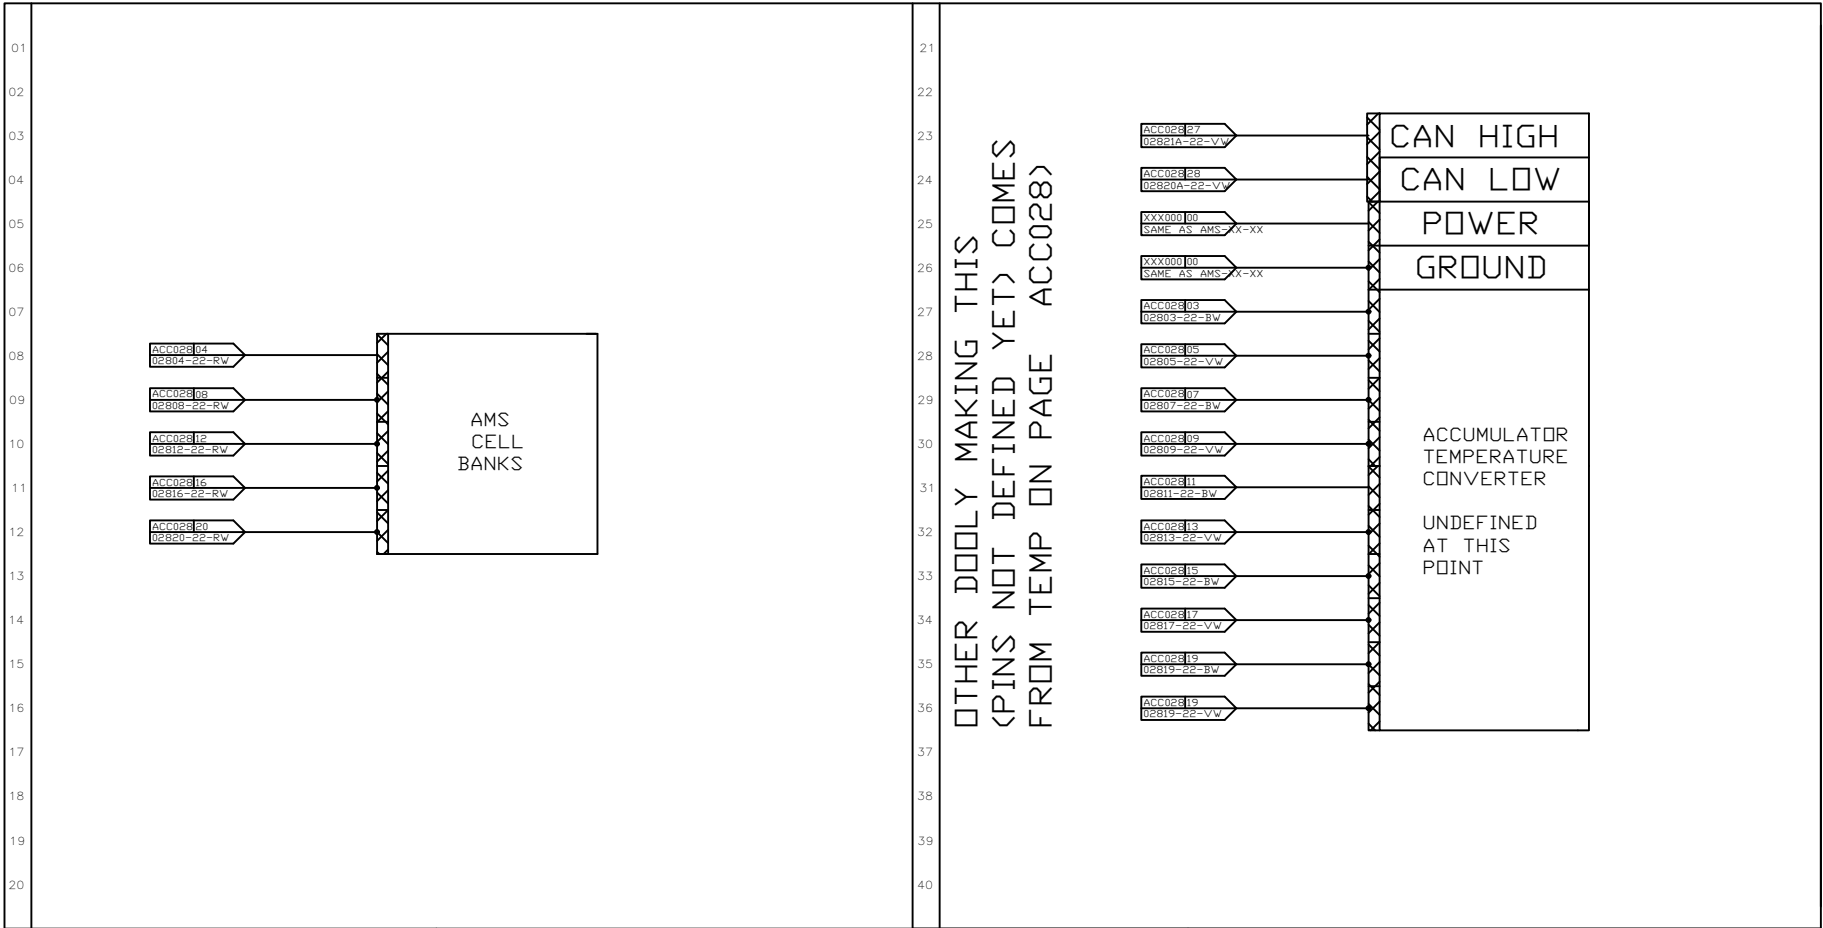 01
02
03
04
05
06
07
08
09
10
11
12
13
14
15
16
17
18
19
20
ACC028 04
02804-22-RW
ACC028 08
02808-22-RW
ACC028 12
02812-22-RW
ACC028 16
02816-22-RW
ACC028 20
02820-22-RW
AMS
CELL
BANKS
21
22
23
24
25
26
27
28
29
30
31
32
33
34
35
36
37
38
39
40
OTHER DOOLY MAKING THIS
(PINS NOT DEFINED YET) COMES
FROM TEMP ON PAGE ACC028)
ACC028 27
02821A-22-VW
ACC028 28
02820A-22-VW
XXX000 00
SAME AS AMS-XX-XX
XXX000 00
SAME AS AMS-XX-XX
ACC028 03
02803-22-BW
ACC028 05
02805-22-VW
ACC028 07
02807-22-BW
ACC028 09
02809-22-VW
ACC028 11
02811-22-BW
ACC028 13
02813-22-VW
ACC028 15
02815-22-BW
ACC028 17
02817-22-VW
ACC028 19
02819-22-BW
ACC028 19
02819-22-VW
CAN HIGH
CAN LOW
POWER
GROUND
ACCUMULATOR
TEMPERATURE
CONVERTER
UNDEFINED
AT THIS
POINT